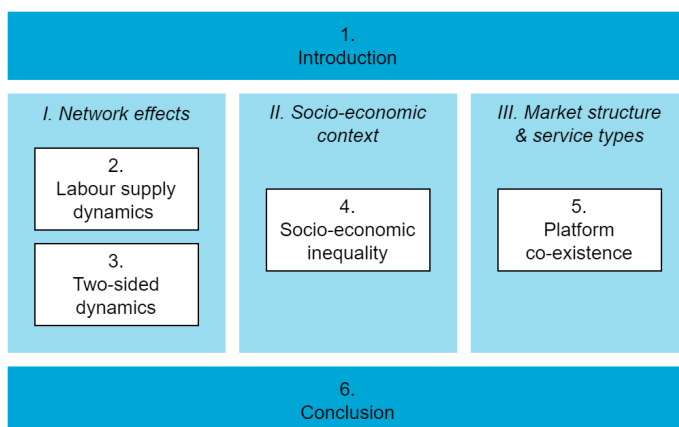 1.
Introduction
I. Network effects
2.
Labour supply
dynamics
3.
Two-sided
dynamics
II. Socio-economic
context
4.
Socio-economic
inequality
III. Market structure
& service types
5.
Platform
co-existence
6.
Conclusion